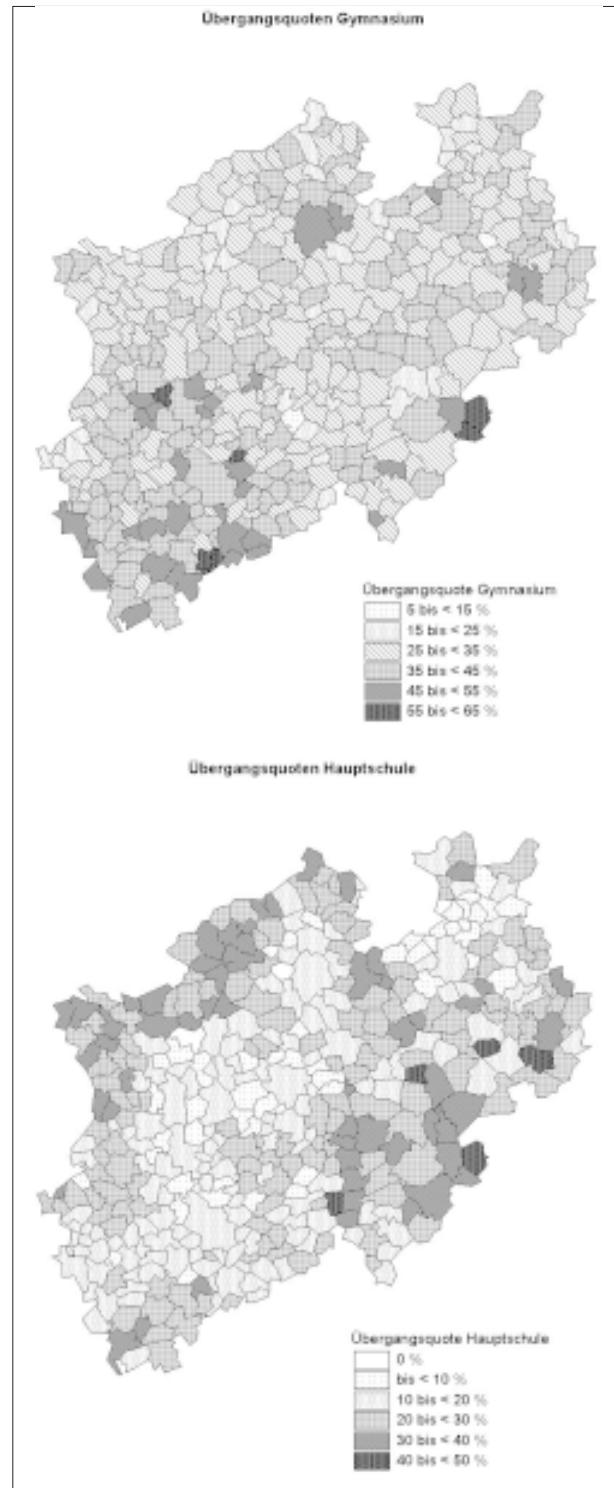 Übergangsquoten Gymnasium
Übergangsquote Gymnasium
5 bis < 15 %
15 bis < 25 %
25 bis < 35 %
35 bis < 45 %
45 bis < 55 %
55 bis < 65 %
Übergangsquoten Hauptschule
Übergangsquote Hauptschule
0 %
bis < 10 %
10 bis < 20 %
20 bis < 30 %
30 bis < 40 %
40 bis < 50 %